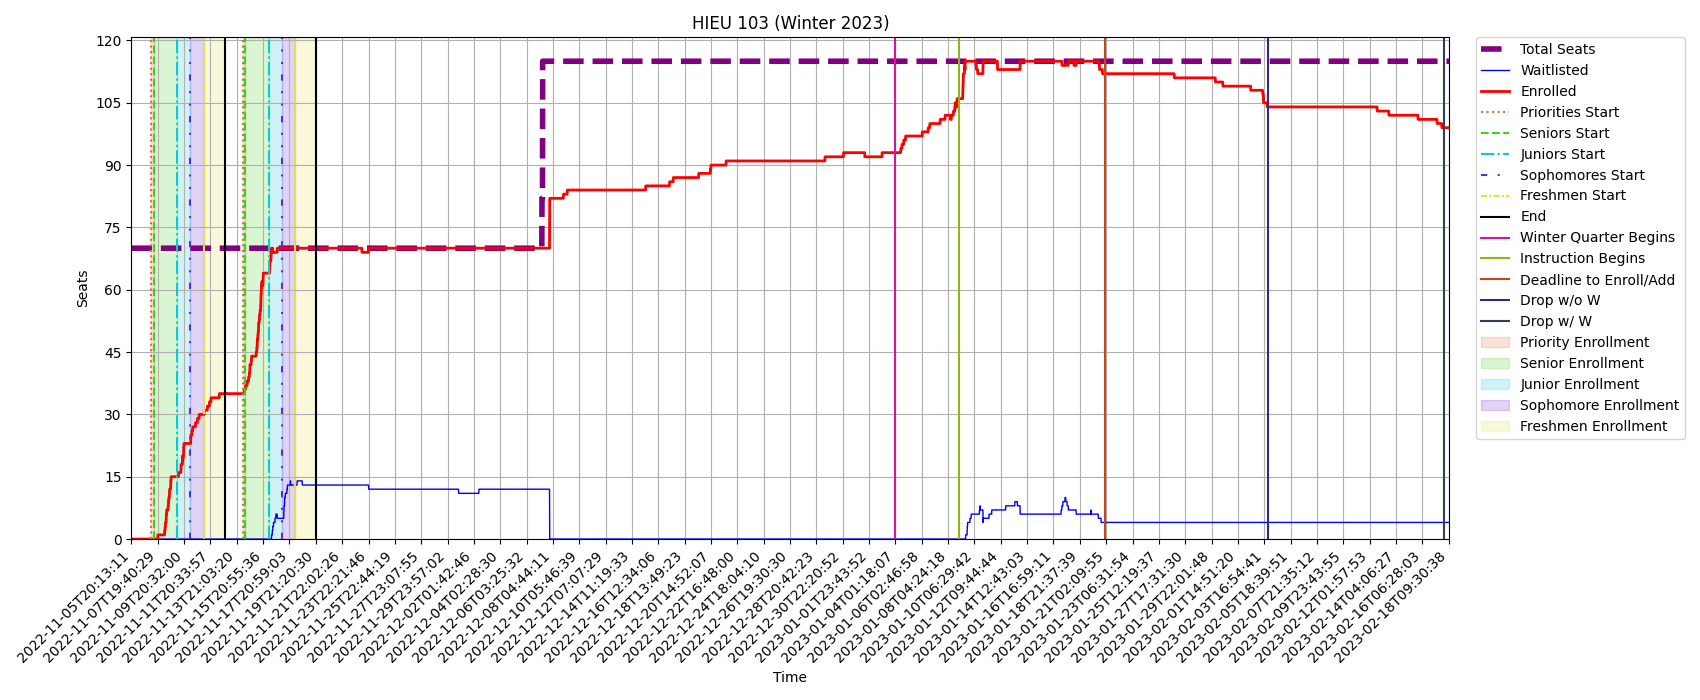 HIEU 103 (Winter 2023)
120
105
90
75
60
45
30
15
0
Seats
2022-11-05T20:13:11
2022-11-07T19:40:29
2022-11-09T20:32:00
2022-11-11T20:33:57
2022-11-13T21:03:20
2022-11-15T20:55:36
2022-11-17T20:59:03
2022-11-19T21:20:30
2022-11-21T22:02:26
2022-11-23T22:21:46
2022-11-25T22:44:19
2022-11-27T23:07:55
2022-11-29T23:57:02
2022-12-02T01:42:46
2022-12-04T02:28:30
2022-12-06T03:25:32
2022-12-08T04:44:11
2022-12-10T05:46:39
2022-12-12T07:07:29
2022-12-14T11:19:33
2022-12-16T12:34:06
2022-12-18T13:49:23
2022-12-20T14:52:07
2022-12-22T16:48:00
2022-12-24T18:04:10
2022-12-26T19:30:30
2022-12-28T20:42:23
2022-12-30T22:20:52
2023-01-01T23:43:52
2023-01-04T01:18:07
2023-01-06T02:46:58
2023-01-08T04:24:18
2023-01-10T06:29:42
2023-01-12T09:44:44
2023-01-14T12:43:03
2023-01-16T16:59:11
2023-01-18T21:37:39
2023-01-21T02:09:55
2023-01-23T06:31:54
2023-01-25T12:19:37
2023-01-27T17:31:30
2023-01-29T22:01:48
2023-02-01T14:51:20
2023-02-03T16:54:41
2023-02-05T18:39:51
2023-02-07T21:35:12
2023-02-09T23:43:55
2023-02-12T01:57:53
2023-02-14T04:06:27
2023-02-16T06:28:03
2023-02-18T09:30:38
Time
Total Seats
Waitlisted
Enrolled
Priorities Start
Seniors Start
Juniors Start
Sophomores Start
Freshmen Start
End
Winter Quarter Begins
Instruction Begins
Deadline to Enroll/Add
Drop w/o W
Drop w/ W
Priority Enrollment
Senior Enrollment
Junior Enrollment
Sophomore Enrollment
Freshmen Enrollment